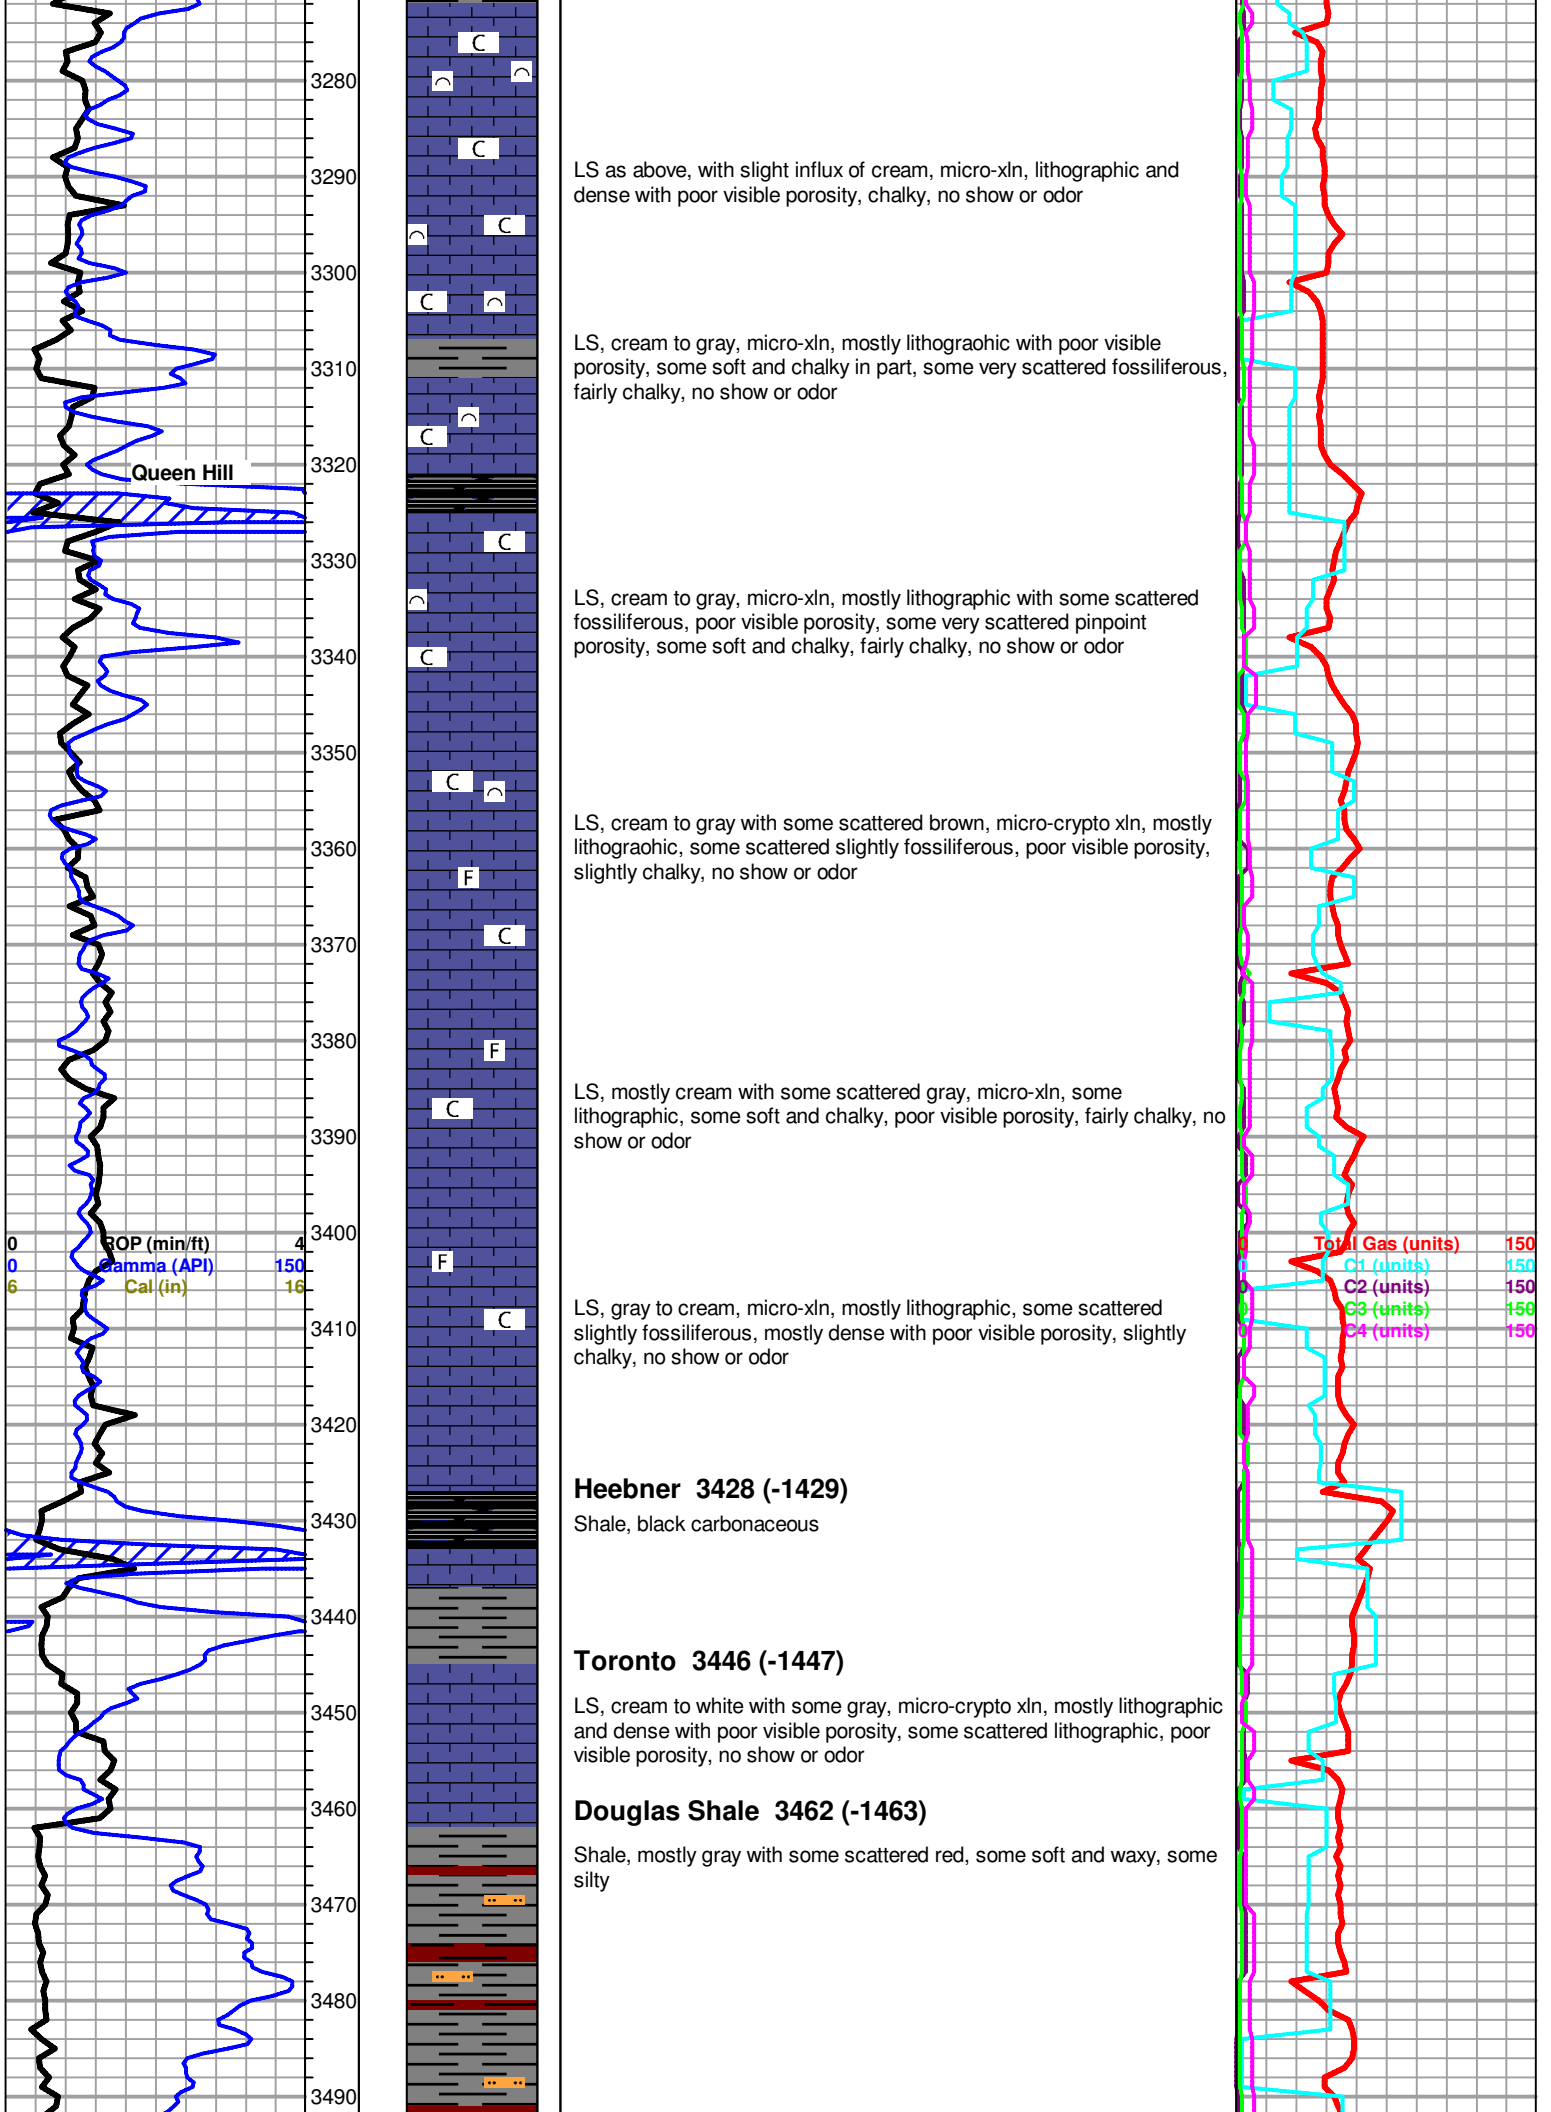 C
3280
C
LS as above, with slight influx of cream, micro-xln, lithographic and
dense with poor visible porosity, chalky, no show or odor
3290
C
3300
C
LS, cream to gray, micro-xln, mostly lithograohic with poor visible
porosity, some soft and chalky in part, some very scattered fossiliferous,
fairly chalky, no show or odor
3310
C
3320
Queen Hill
C
3330
LS, cream to gray, micro-xln, mostly lithographic with some scattered
fossiliferous, poor visible porosity, some very scattered pinpoint
porosity, some soft and chalky, fairly chalky, no show or odor
3340
C
3350
C
LS, cream to gray with some scattered brown, micro-crypto xln, mostly
lithograohic, some scattered slightly fossiliferous, poor visible porosity,
slightly chalky, no show or odor
3360
F
C
3370
3380
F
LS, mostly cream with some scattered gray, micro-xln, some
lithographic, some soft and chalky, poor visible porosity, fairly chalky, no
show or odor
C
3390
3400
0 ROP (min/ft) 4
0 Gamma (API) 150
6 Cal (in) 16
0 Total Gas (units) 150
0 C1 (units) 150
0 C2 (units) 150
0 C3 (units) 150
0 C4 (units) 150
F
LS, gray to cream, micro-xln, mostly lithographic, some scattered
slightly fossiliferous, mostly dense with poor visible porosity, slightly
chalky, no show or odor
C
3410
3420
Heebner 3428 (-1429)
Shale, black carbonaceous
3430
3440
Toronto 3446 (-1447)
LS, cream to white with some gray, micro-crypto xln, mostly lithographic
and dense with poor visible porosity, some scattered lithographic, poor
visible porosity, no show or odor
3450
3460
Douglas Shale 3462 (-1463)
Shale, mostly gray with some scattered red, some soft and waxy, some
silty
3470
3480
3490